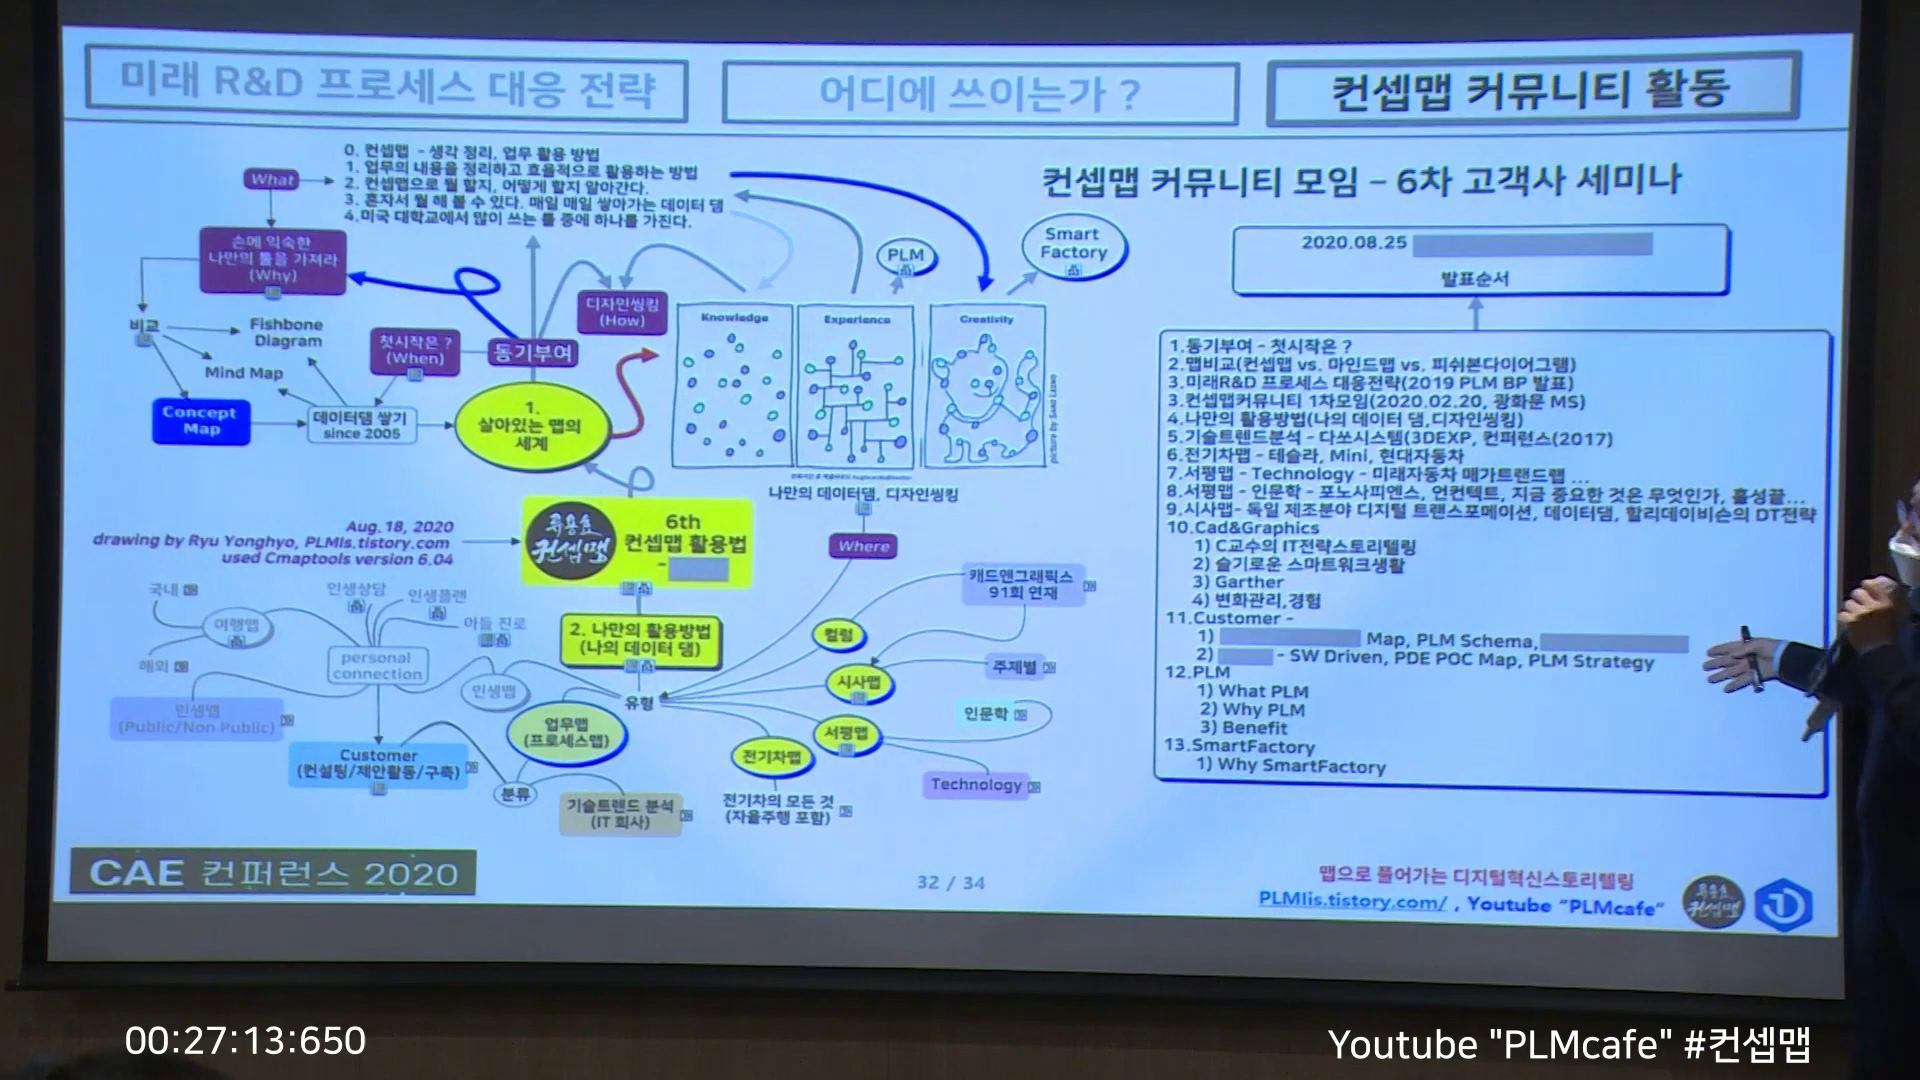 미래 R&D 프로세스 대응 전략
어디에 쓰이는가 ?
컨셉맵 커뮤니티 활동
What
0. 컨셉맵 - 생각 정리, 업무 활용 방법
1. 업무의 내용을 정리하고 효율적으로 활용하는 방법
2. 컨셉맵으로 뭘 할지, 어떻게 할지 알아간다.
3. 혼자서 뭘 해 볼 수 있다. 매일 매일 쌓아가는 데이터 댐
4.미국 대학교에서 많이 쓰는 툴 중에 하나를 가진다.
손에 익숙한
나만의 툴을 가져라
(Why)
비교
Fishbone
Diagram
Mind Map
Concept
Map
데이터댐 쌓기
since 2005
첫시작은 ?
(When)
동기부여
디자인씽킹
(How)
1.
살아있는 맵의
세계
PLM
Smart
Factory
Knowledge
Experience
Creativity
나만의 데이터댐, 디자인씽킹
Where
Aug. 18, 2020
drawing by Ryu Yonghyo, PLMIs.tistory.com
used Cmaptools version 6.04
류용효
컨셉맵
6th
컨셉맵 활용법
-
2. 나만의 활용방법
(나의 데이터 댐)
유형
국내
여행맵
해외
인생상담
인생플랜
아들 진로
personal
connection
인생맵
인생맵
(Public/Non Public)
Customer
(컨설팅/제안활동/구축)
업무맵
(프로세스맵)
분류
기술트렌드 분석
(IT 회사)
전기차맵
전기차의 모든 것
(자율주행 포함)
컬럼
캐드앤그래픽스
91회 연재
시사맵
주제별
서평맵
인문학
Technology
컨셉맵 커뮤니티 모임 – 6차 고객사 세미나
2020.08.25
발표순서
1.동기부여 - 첫시작은 ?
2.맵비교(컨셉맵 vs. 마인드맵 vs. 피쉬본다이어그램)
3.미래R&D 프로세스 대응전략(2019 PLM BP 발표)
3.컨셉맵커뮤니티 1차모임(2020.02.20, 광화문 MS)
4.나만의 활용방법(나의 데이터 댐,디자인씽킹)
5.기술트렌드분석 - 다쏘시스템(3DEXP, 컨퍼런스(2017)
6.전기차맵 - 테슬라, Mini, 현대자동차
7.서평맵 - Technology - 미래자동차 매가트랜드맵 ...
8.서평맵 - 인문학 - 포노사피엔스, 언컨텍트, 지금 중요한 것은 무엇인가, 홀성끌...
9.시사맵- 독일 제조분야 디지털 트랜스포메이션, 데이터댐, 할리데이비슨의 DT전략
10.Cad&Graphics
1) C교수의 IT전략스토리텔링
2) 슬기로운 스마트워크생활
3) Garther
4) 변화관리,경험
11.Customer -
1) Map, PLM Schema,
2) - SW Driven, PDE POC Map, PLM Strategy
12.PLM
1) What PLM
2) Why PLM
3) Benefit
13.SmartFactory
1) Why SmartFactory
CAE 컨퍼런스 2020
32 / 34
맵으로 풀어가는 디지털혁신스토리텔링
PLMIs.tistory.com/ , Youtube "PLMcafe"
류용효
컨셉맵
00:27:13:650
Youtube "PLMcafe" #컨셉맵